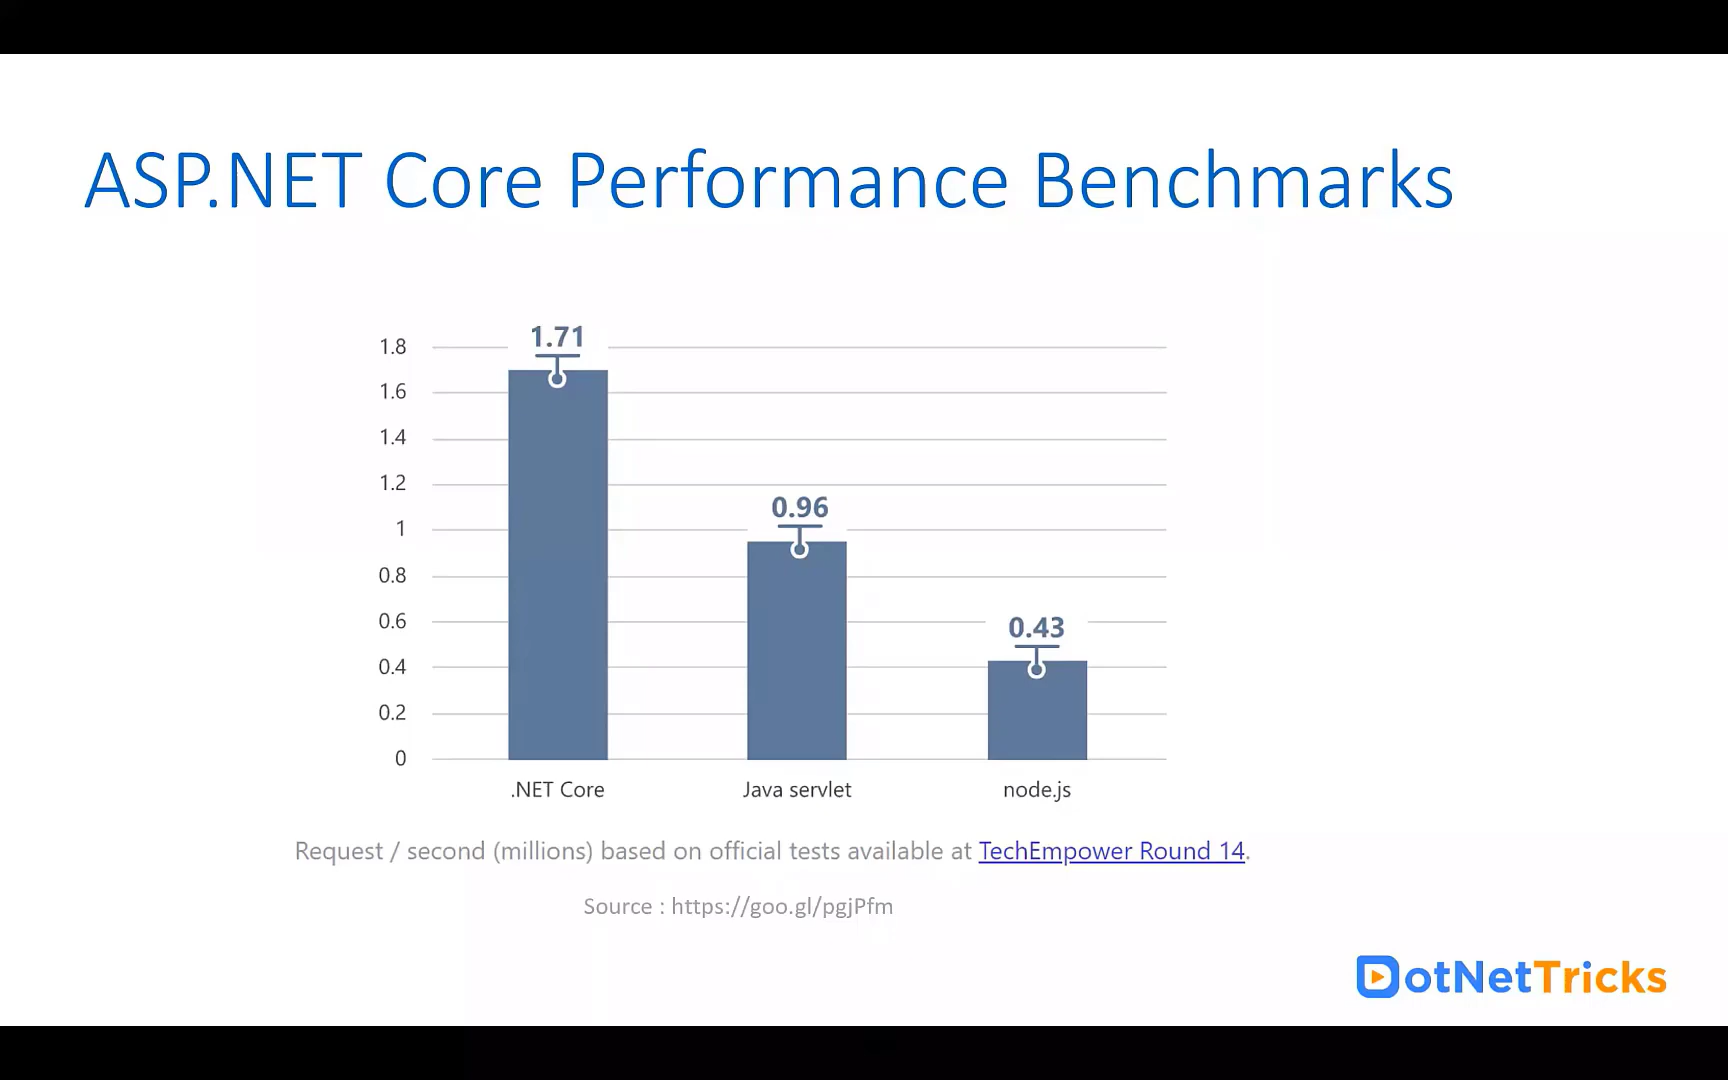 ASP.NET Core Performance Benchmarks
1.8
1.6
1.4
1.2
1
0.8
0.6
0.4
0.2
0
1.71
0.96
0.43
.NET Core
Java servlet
node.js
Request / second (millions) based on official tests available at TechEmpower Round 14.
Source : https://goo.gl/pgjPfm
DotNetTricks